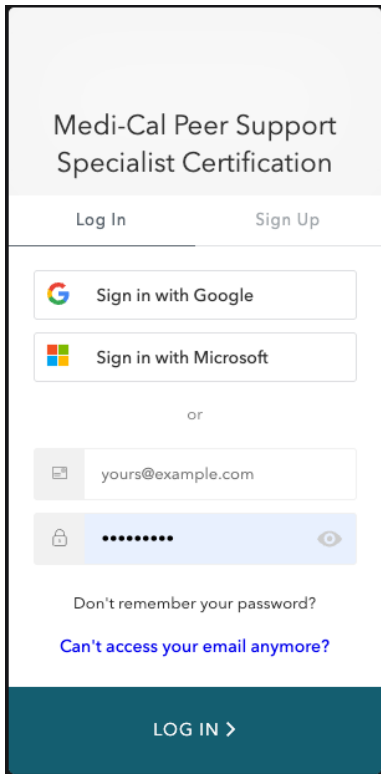 Medi-Cal Peer Support
Specialist Certification
Log In
Sign Up
Sign in with Google
Sign in with Microsoft
or
yours@example.com
•••••••••
Don't remember your password?
Can't access your email anymore?
LOG IN >